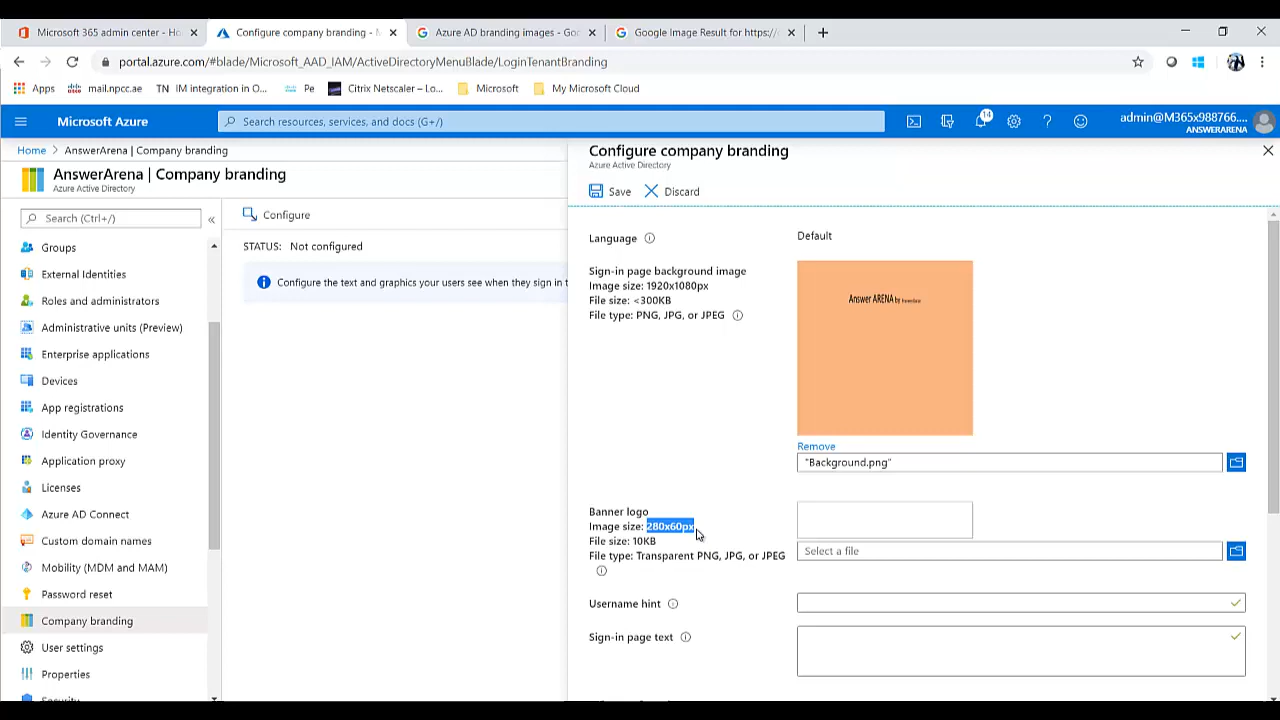 Microsoft 365 admin center - Ho
Configure company branding - M
Azure AD branding images - Goo
Google Image Result for https://
portal.azure.com/#blade/Microsoft_AAD_IAM/ActiveDirectoryMenuBlade/LoginTenantBranding
Apps
mail.npcc.ae
TN IM integration in O...
Pe
Citrix Netscaler – Lo...
Microsoft
My Microsoft Cloud
Microsoft Azure
Search resources, services, and docs (G+/)
14
admin@M365x988766....
ANSWERARENA
Home > AnswerArena | Company branding
AnswerArena | Company branding
Azure Active Directory
Search (Ctrl+/)
«
Groups
External Identities
Roles and administrators
Administrative units (Preview)
Enterprise applications
Devices
App registrations
Identity Governance
Application proxy
Licenses
Azure AD Connect
Custom domain names
Mobility (MDM and MAM)
Password reset
Company branding
User settings
Properties
Security
Configure
STATUS: Not configured
Configure the text and graphics your users see when they sign in t
Configure company branding
Azure Active Directory
Save
Discard
Language
Default
Sign-in page background image
Image size: 1920x1080px
File size: <300KB
File type: PNG, JPG, or JPEG
Answer ARENA by
Remove
"Background.png"
Banner logo
Image size: 280x60px
File size: 10KB
File type: Transparent PNG, JPG, or JPEG
Select a file
Username hint
Sign-in page text